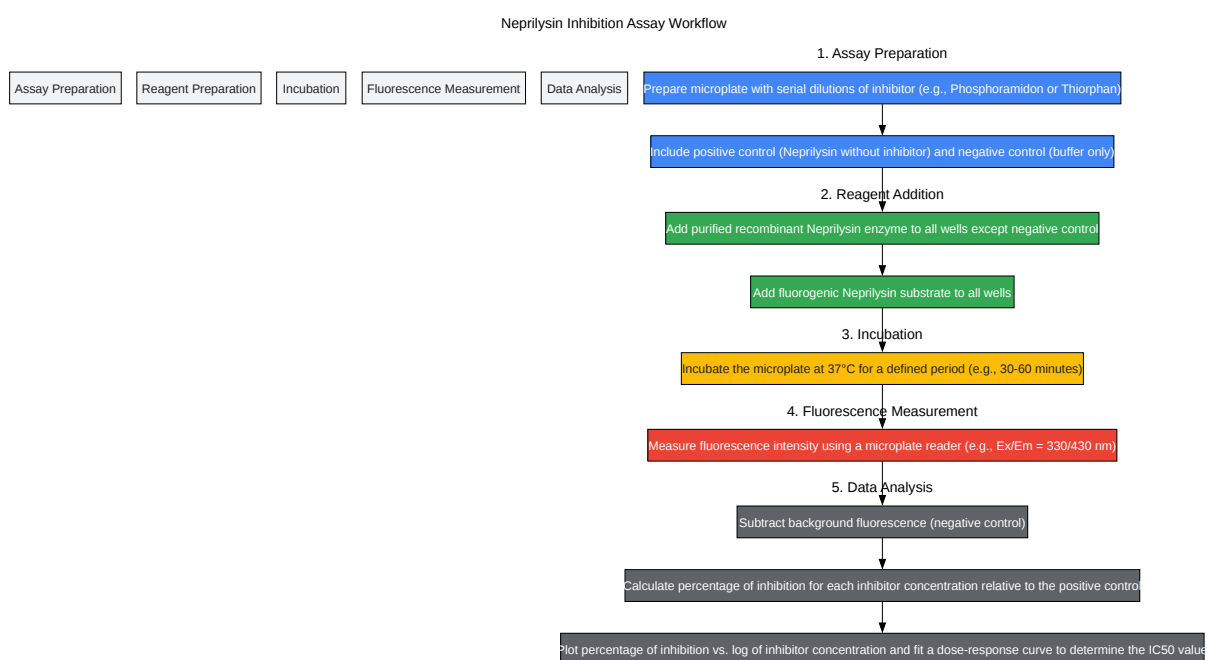 Neprilysin Inhibition Assay Workflow
1. Assay Preparation
Assay Preparation
Reagent Preparation
Incubation
Fluorescence Measurement
Data Analysis
Prepare microplate with serial dilutions of inhibitor (e.g., Phosphoramidon or Thiorphan)
Include positive control (Neprilysin without inhibitor) and negative control (buffer only)
2. Reagent Addition
Add purified recombinant Neprilysin enzyme to all wells except negative control
Add fluorogenic Neprilysin substrate to all wells
3. Incubation
Incubate the microplate at 37°C for a defined period (e.g., 30-60 minutes)
4. Fluorescence Measurement
Measure fluorescence intensity using a microplate reader (e.g., Ex/Em = 330/430 nm)
5. Data Analysis
Subtract background fluorescence (negative control)
Calculate percentage of inhibition for each inhibitor concentration relative to the positive control
Plot percentage of inhibition vs. log of inhibitor concentration and fit a dose-response curve to determine the IC50 value